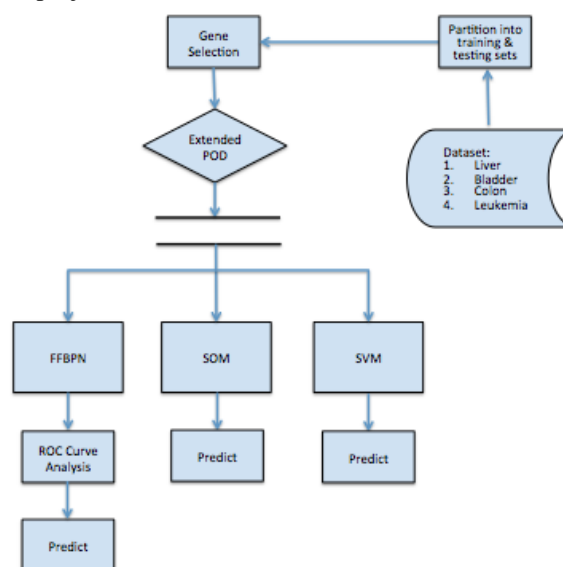 Gene
Selection
Partition into
training &
testing sets
Extended
POD
Dataset:
1. Liver
2. Bladder
3. Colon
4. Leukemia
FFBPN
SOM
SVM
ROC Curve
Analysis
Predict
Predict
Predict